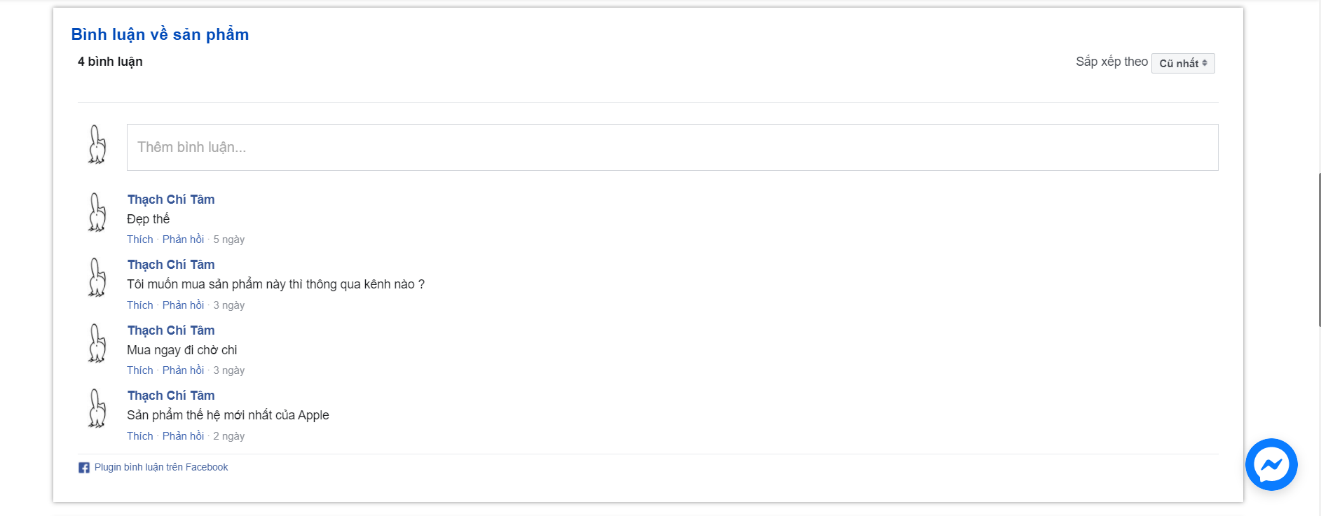 Bình luận về sản phẩm
4 bình luận
Sắp xếp theo Cũ nhất
Thêm bình luận...
Thạch Chí Tâm
Đẹp thế
Thích · Phản hồi · 5 ngày
Thạch Chí Tâm
Tôi muốn mua sản phẩm này thì thông qua kênh nào ?
Thích · Phản hồi · 3 ngày
Thạch Chí Tâm
Mua ngay đi chờ chi
Thích · Phản hồi · 3 ngày
Thạch Chí Tâm
Sản phẩm thế hệ mới nhất của Apple
Thích · Phản hồi · 2 ngày
Plugin bình luận trên Facebook